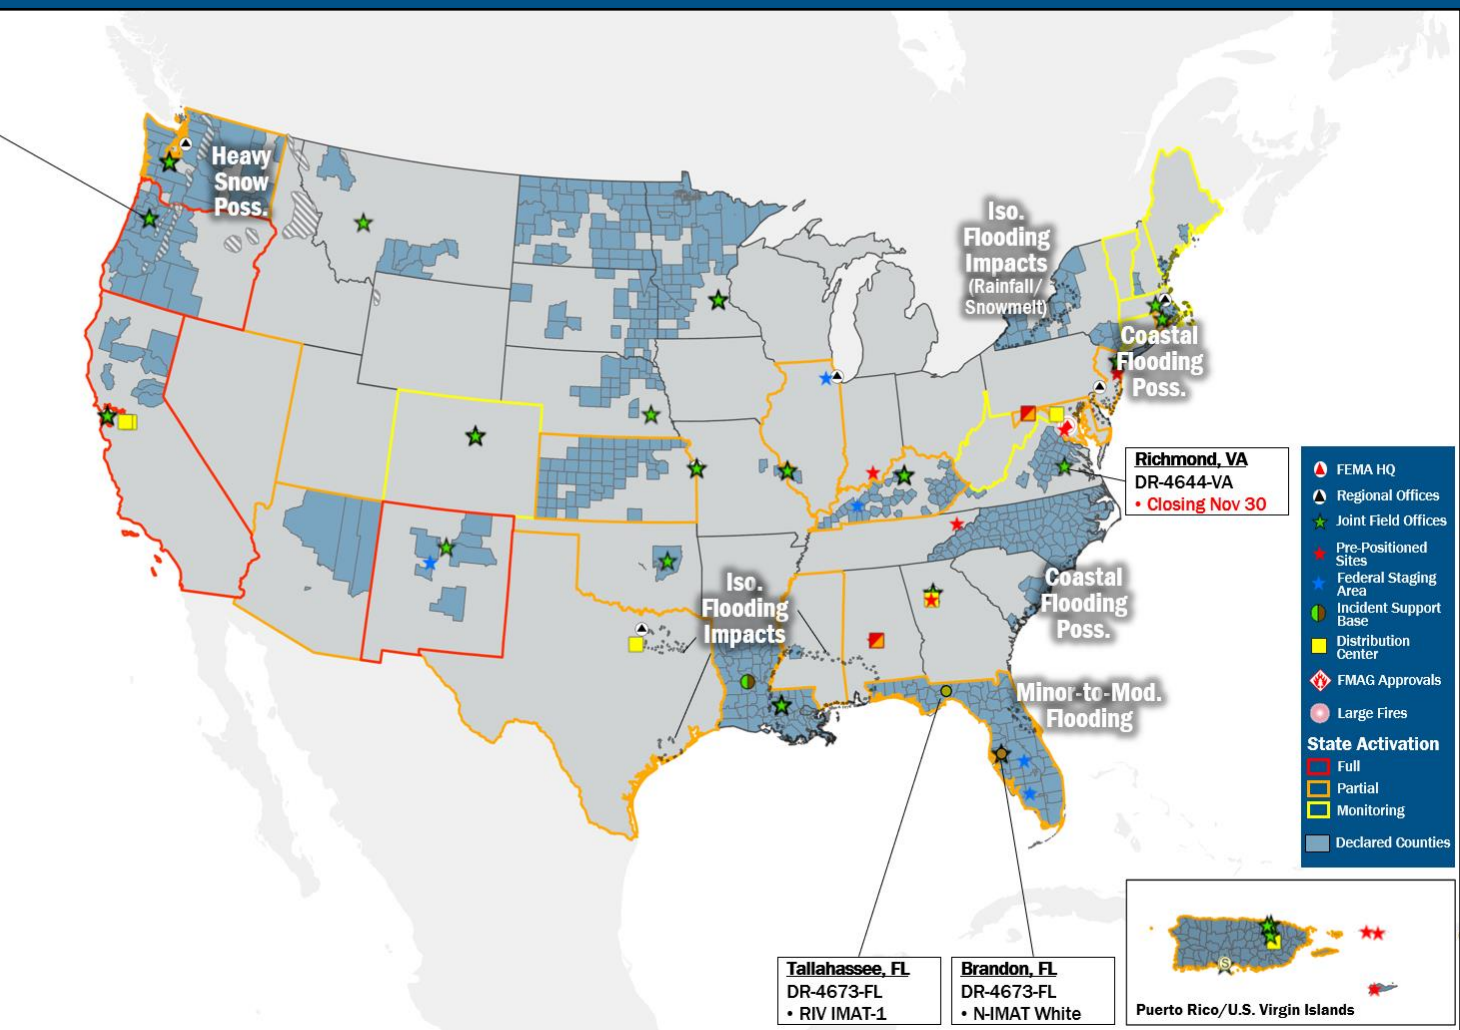 Heavy
Snow
Poss.
Iso.
Flooding
Impacts
(Rainfall/
Snowmelt)
Coastal
Flooding
Poss.
Richmond, VA
DR-4644-VA
• Closing Nov 30
Iso.
Flooding
Impacts
Coastal
Flooding
Poss.
Minor-to-Mod.
Flooding
FEMA HQ
Regional Offices
Joint Field Offices
Pre-Positioned
Sites
Federal Staging
Area
Incident Support
Base
Distribution
Center
FMAG Approvals
Large Fires
State Activation
Full
Partial
Monitoring
Declared Counties
Tallahassee, FL
DR-4673-FL
• RIV IMAT-1
Brandon, FL
DR-4673-FL
• N-IMAT White
S
Puerto Rico/U.S. Virgin Islands